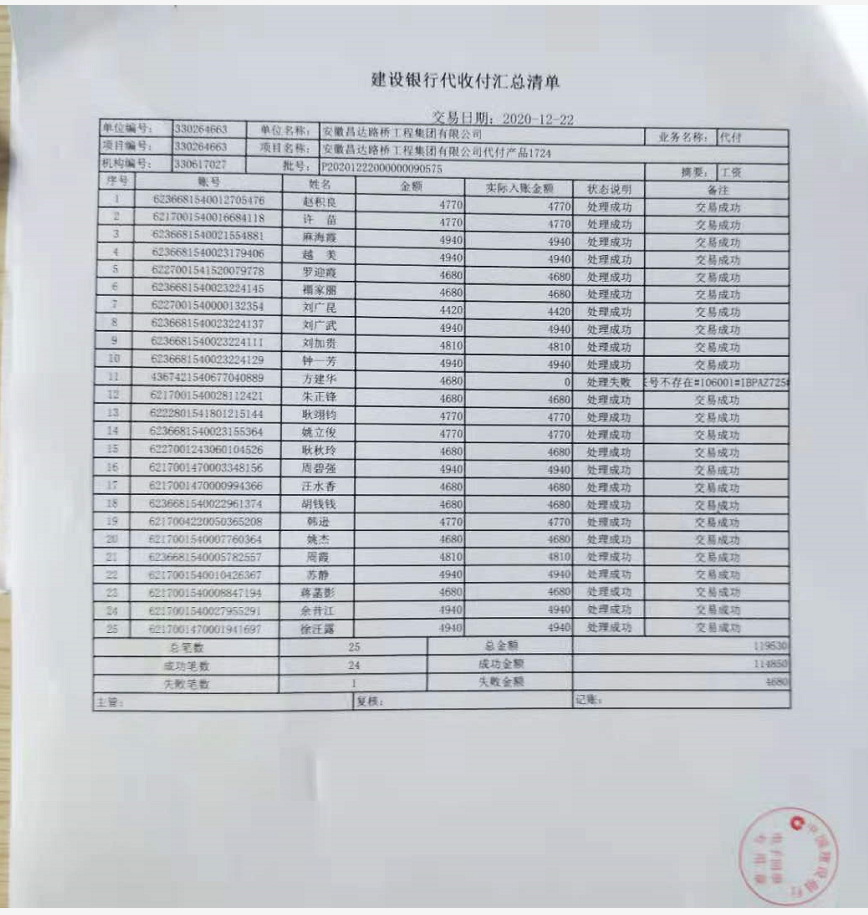 建设银行代收付汇总清单
交易日期：2020-12-22
单位编号： 330264663 单位名称： 安徽昌达路桥工程集团有限公司 业务名称： 代付
项目编号： 330264663 项目名称： 安徽昌达路桥工程集团有限公司代付产品1724
机构编号： 330617027 批号： P20201222000000090575 摘要： 工资
序号 账号 姓名 金额 实际入账金额 状态说明 备注
1 6236681540012705476 赵积良 4770 4770 处理成功 交易成功
2 6217001540016684118 许 苗 4770 4770 处理成功 交易成功
3 6236681540021554881 麻海霞 4940 4940 处理成功 交易成功
4 6236681540023179406 越 美 4940 4940 处理成功 交易成功
5 6227001541520079778 罗迎霞 4680 4680 处理成功 交易成功
6 6236681540023224145 家丽 4680 4680 处理成功 交易成功
7 6227001540000132354 刘广昆 4420 4420 处理成功 交易成功
8 6236681540023224137 刘广武 4940 4940 处理成功 交易成功
9 6236681540023224111 刘加贵 4810 4810 处理成功 交易成功
10 6236681540023224129 钟一芳 4940 4940 处理成功 交易成功
11 4367421540677040889 方建华 4680 0 处理失败 号不存在#106001#1BPAZ725#
12 6217001540028112421 朱正锋 4680 4680 处理成功 交易成功
13 6222801541801215144 耿翊钧 4770 4770 处理成功 交易成功
14 6236681540023155364 姚立俊 4770 4770 处理成功 交易成功
15 6227001243060104526 耿秋玲 4680 4680 处理成功 交易成功
16 6217001470003348156 周碧强 4940 4940 处理成功 交易成功
17 6217001470000994366 汪水香 4680 4680 处理成功 交易成功
18 6236681540022961374 胡钱钱 4680 4680 处理成功 交易成功
19 6217004220050365208 韩逊 4770 4770 处理成功 交易成功
20 6217001540007760364 姚杰 4680 4680 处理成功 交易成功
21 6236681540005782557 周霞 4810 4810 处理成功 交易成功
22 6217001540010426367 苏静 4940 4940 处理成功 交易成功
23 6217001540008847194 蒋菡影 4680 4680 处理成功 交易成功
24 6217001540027955291 余昔江 4940 4940 处理成功 交易成功
25 6217001470001941697 徐汪露 4940 4940 处理成功 交易成功
总笔数 25 总金额 119530
成功笔数 24 成功金额 114850
失败笔数 1 失败金额 4680
主管： 复核： 记账：
中国建设银行
电子回单
专用章